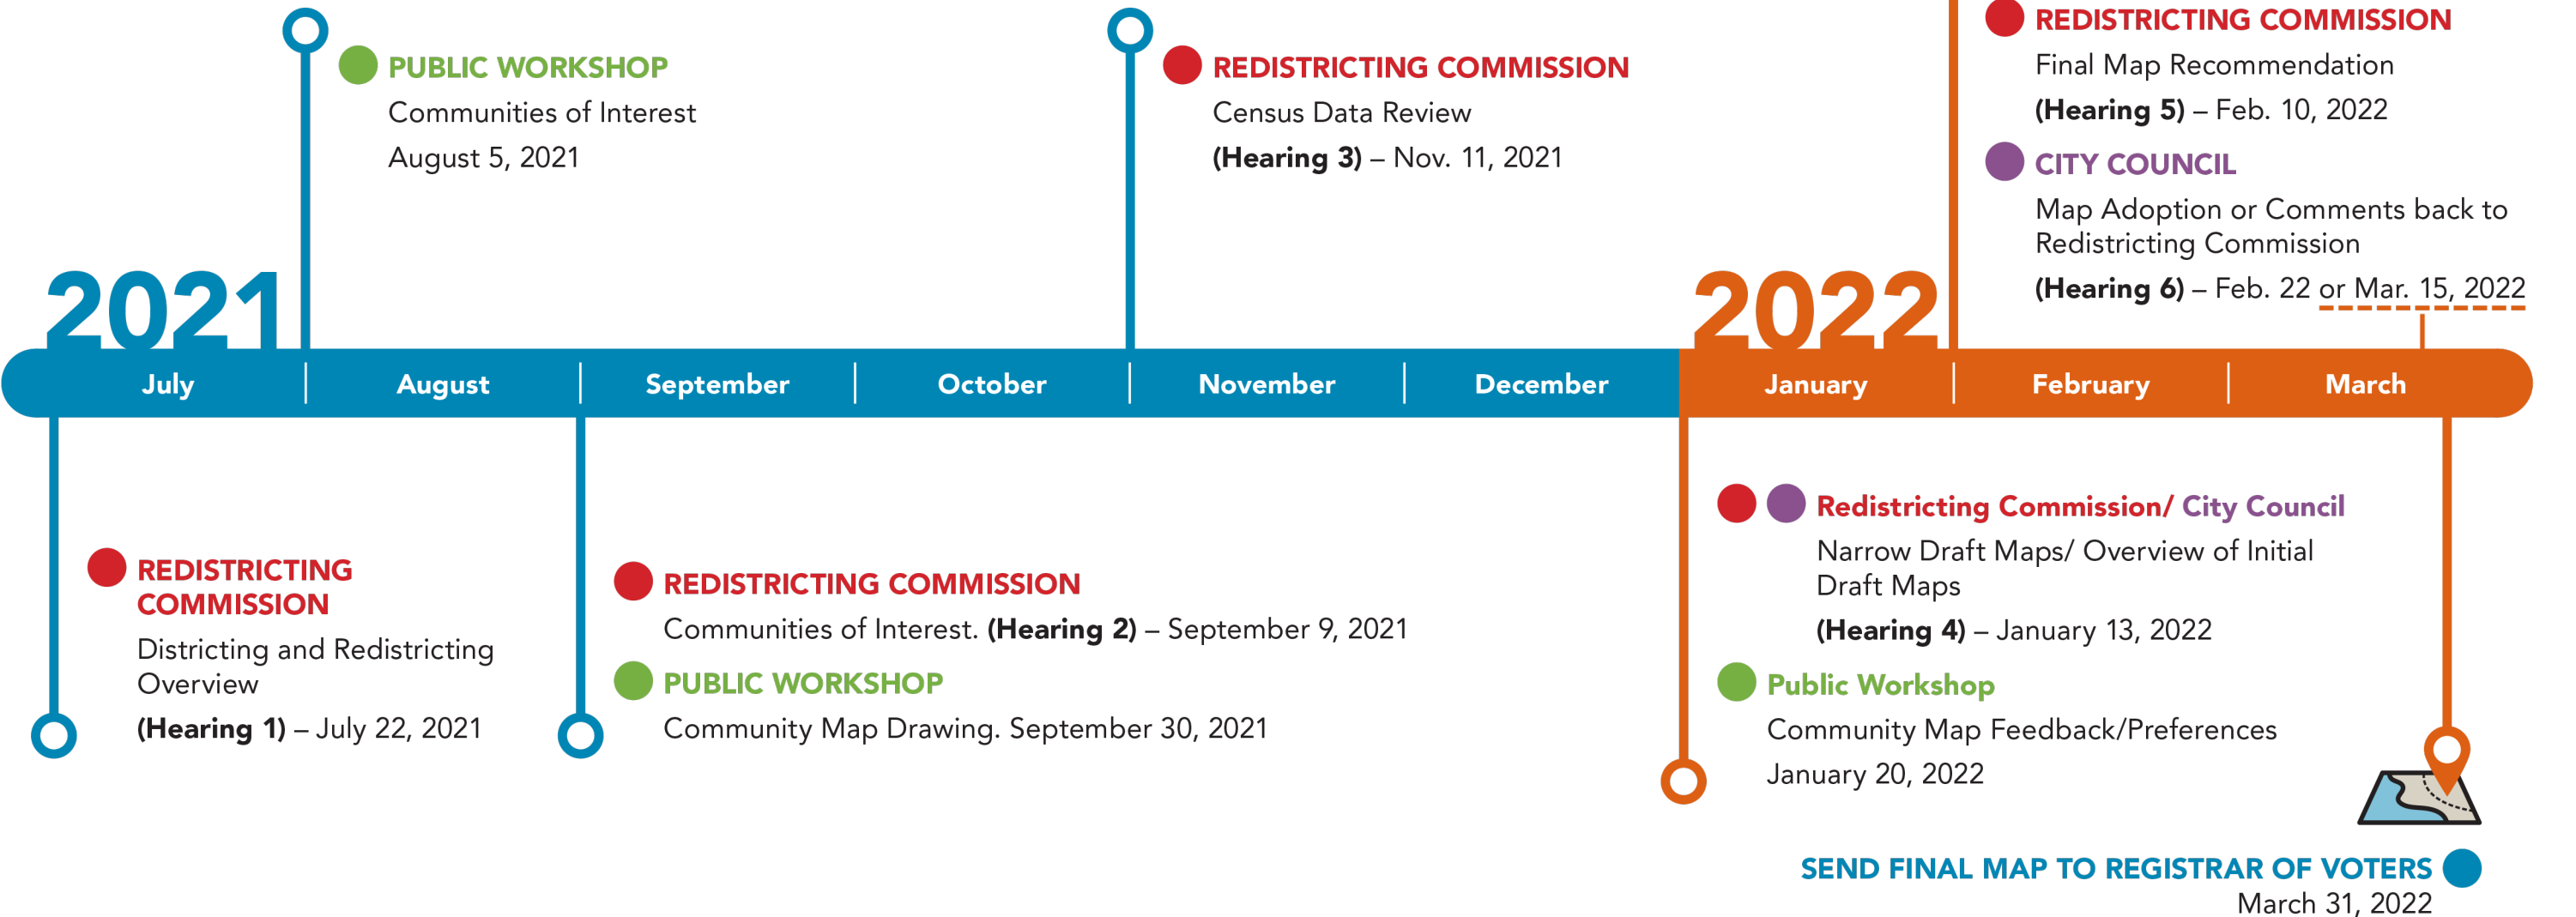 PUBLIC WORKSHOP
Communities of Interest
August 5, 2021
REDISTRICTING COMMISSION
Census Data Review
(Hearing 3) – Nov. 11, 2021
REDISTRICTING COMMISSION
Final Map Recommendation
(Hearing 5) – Feb. 10, 2022
CITY COUNCIL
Map Adoption or Comments back to
Redistricting Commission
(Hearing 6) – Feb. 22 or Mar. 15, 2022
2021
2022
July
August
September
October
November
December
January
February
March
REDISTRICTING
COMMISSION
Districting and Redistricting
Overview
(Hearing 1) – July 22, 2021
REDISTRICTING COMMISSION
Communities of Interest. (Hearing 2) – September 9, 2021
PUBLIC WORKSHOP
Community Map Drawing. September 30, 2021
Redistricting Commission/ City Council
Narrow Draft Maps/ Overview of Initial
Draft Maps
(Hearing 4) – January 13, 2022
Public Workshop
Community Map Feedback/Preferences
January 20, 2022
SEND FINAL MAP TO REGISTRAR OF VOTERS
March 31, 2022